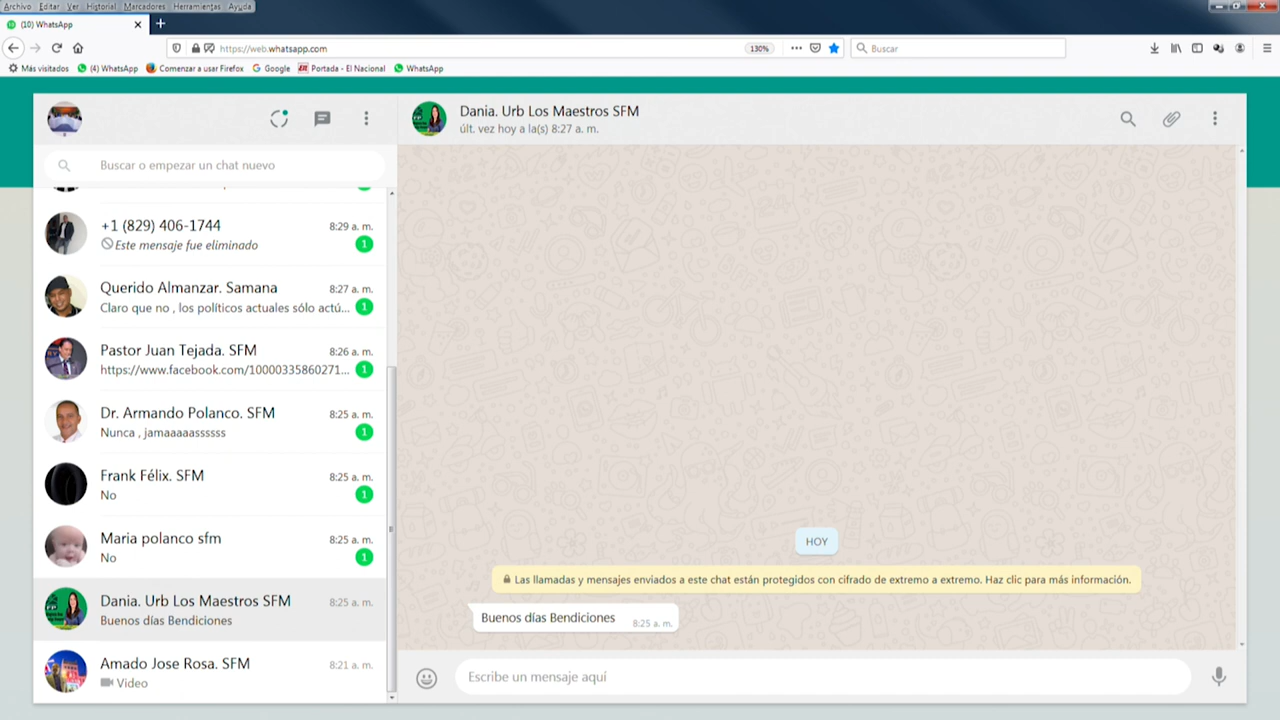 Archivo Editar Ver Historial Marcadores Herramientas Ayuda
(10) WhatsApp
https://web.whatsapp.com
130%
Buscar
Más visitados (4) WhatsApp Comenzar a usar Firefox Google Portada - El Nacional WhatsApp
Dania. Urb Los Maestros SFM
últ. vez hoy a la(s) 8:27 a. m.
Buscar o empezar un chat nuevo
+1 (829) 406-1744 8:29 a. m.
Este mensaje fue eliminado 1
Querido Almanzar. Samana 8:27 a. m.
Claro que no , los políticos actuales sólo actú... 1
Pastor Juan Tejada. SFM 8:26 a. m.
https://www.facebook.com/10000335860271... 1
Dr. Armando Polanco. SFM 8:25 a. m.
Nunca , jamaaaaassssss 1
Frank Félix. SFM 8:25 a. m.
No 1
Maria polanco sfm 8:25 a. m.
No 1
Dania. Urb Los Maestros SFM 8:25 a. m.
Buenos días Bendiciones
Amado Jose Rosa. SFM 8:21 a. m.
Video
HOY
Las llamadas y mensajes enviados a este chat están protegidos con cifrado de extremo a extremo. Haz clic para más información.
Buenos días Bendiciones 8:25 a. m.
Escribe un mensaje aquí